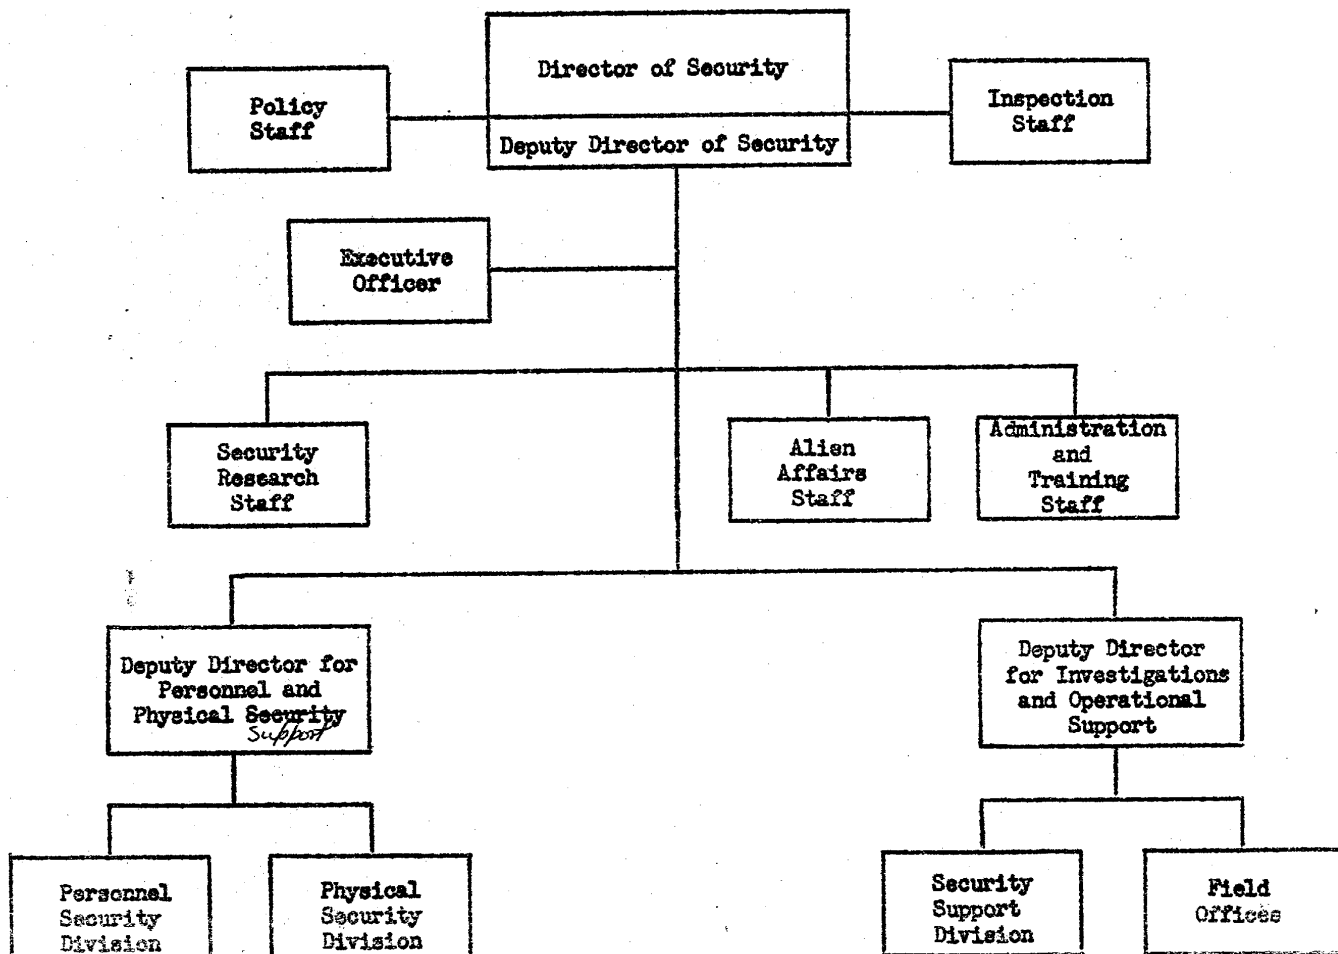 Director of Security
Deputy Director of Security
Policy
Staff
Inspection
Staff
Executive
Officer
Security
Research
Staff
Alien
Affairs
Staff
Administration
and
Training
Staff
Deputy Director for
Personnel and
Physical Security
Support
Deputy Director
for Investigations
and Operational
Support
Personnel
Security
Division
Physical
Security
Division
Security
Support
Division
Field
Offices